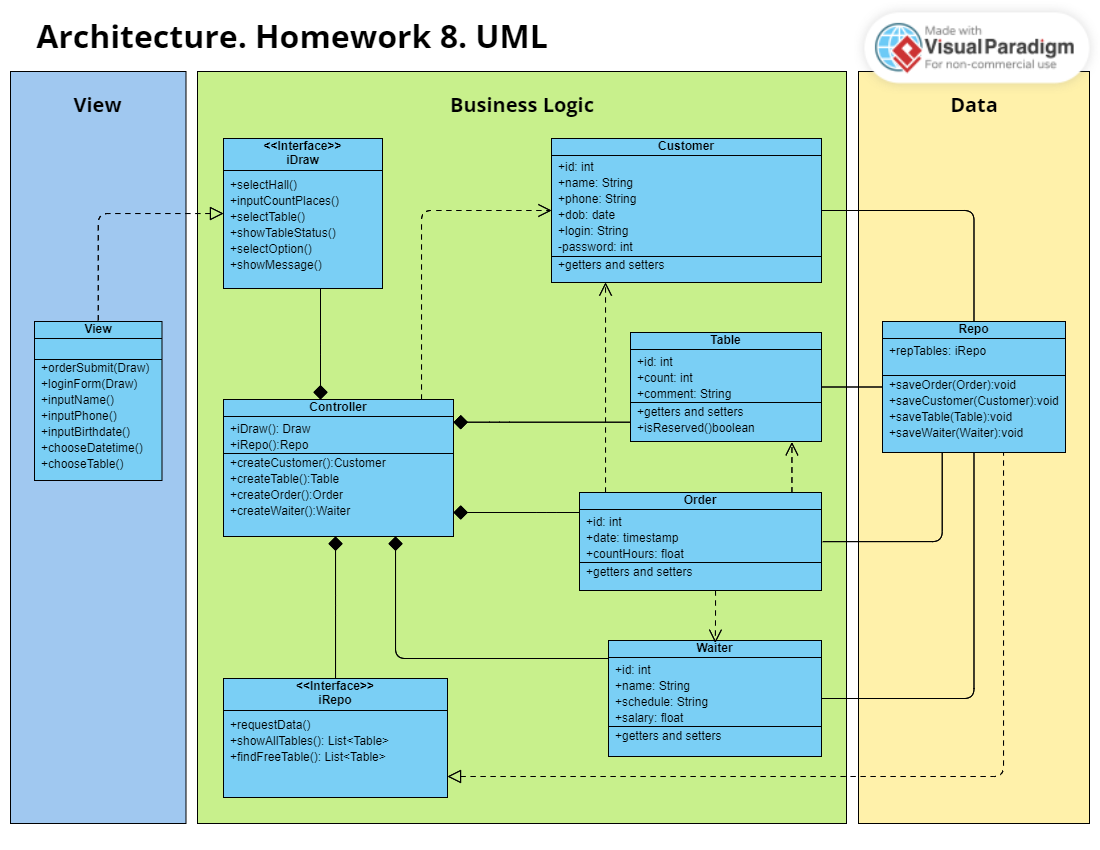 Architecture. Homework 8. UML
Made with
VisualParadigm
For non-commercial use
View
Business Logic
Data
<<Interface>>
iDraw
+selectHall()
+inputCountPlaces()
+selectTable()
+showTableStatus()
+selectOption()
+showMessage()
Customer
+id: int
+name: String
+phone: String
+dob: date
+login: String
-password: int
+getters and setters
View
+orderSubmit(Draw)
+loginForm(Draw)
+inputName()
+inputPhone()
+inputBirthdate()
+chooseDatetime()
+chooseTable()
Table
+id: int
+count: int
+comment: String
+getters and setters
+isReserved()boolean
Repo
+repTables: iRepo
+saveOrder(Order):void
+saveCustomer(Customer):void
+saveTable(Table):void
+saveWaiter(Waiter):void
Controller
+iDraw(): Draw
+iRepo():Repo
+createCustomer():Customer
+createTable():Table
+createOrder():Order
+createWaiter():Waiter
Order
+id: int
+date: timestamp
+countHours: float
+getters and setters
Waiter
+id: int
+name: String
+schedule: String
+salary: float
+getters and setters
<<Interface>>
iRepo
+requestData()
+showAllTables(): List<Table>
+findFreeTable(): List<Table>